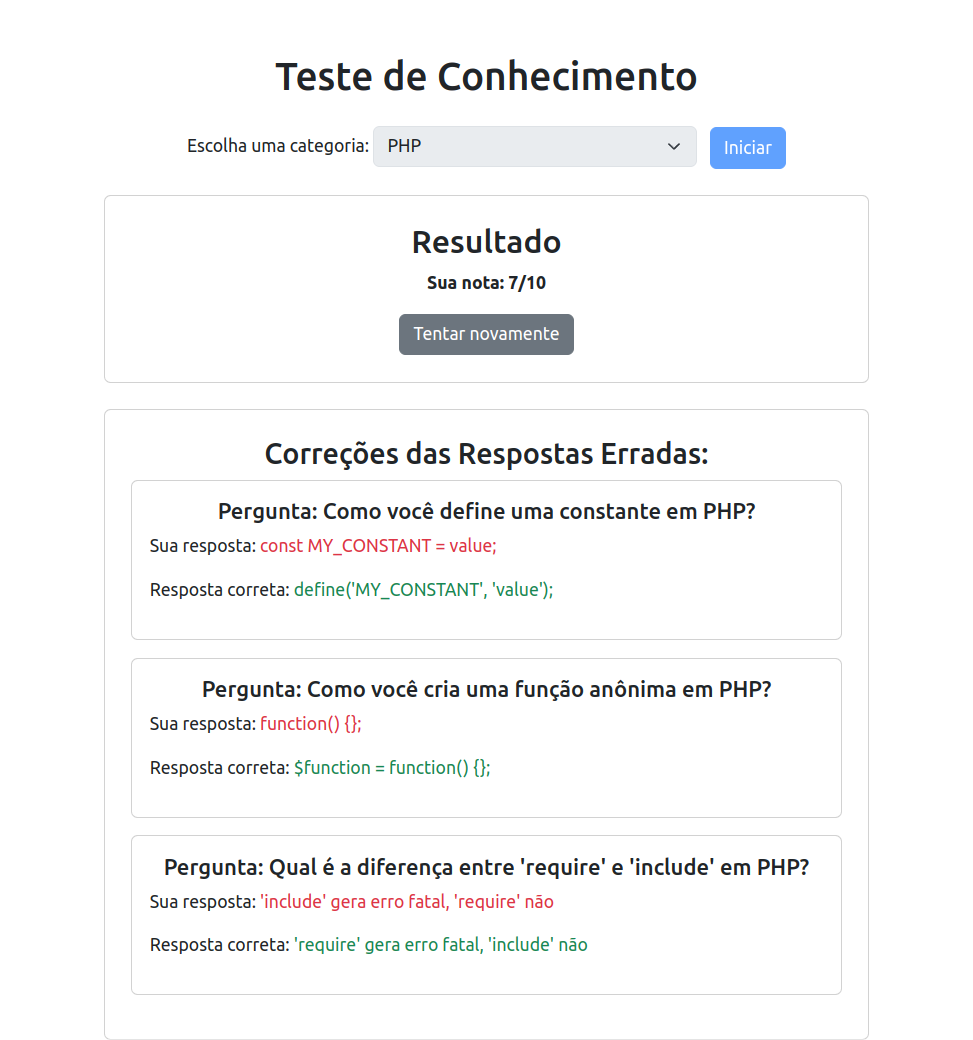 Teste de Conhecimento
Escolha uma categoria: PHP Iniciar
Resultado
Sua nota: 7/10
Tentar novamente
Correções das Respostas Erradas:
Pergunta: Como você define uma constante em PHP?
Sua resposta: const MY_CONSTANT = value;
Resposta correta: define('MY_CONSTANT', 'value');
Pergunta: Como você cria uma função anônima em PHP?
Sua resposta: function() {};
Resposta correta: $function = function() {};
Pergunta: Qual é a diferença entre 'require' e 'include' em PHP?
Sua resposta: 'include' gera erro fatal, 'require' não
Resposta correta: 'require' gera erro fatal, 'include' não